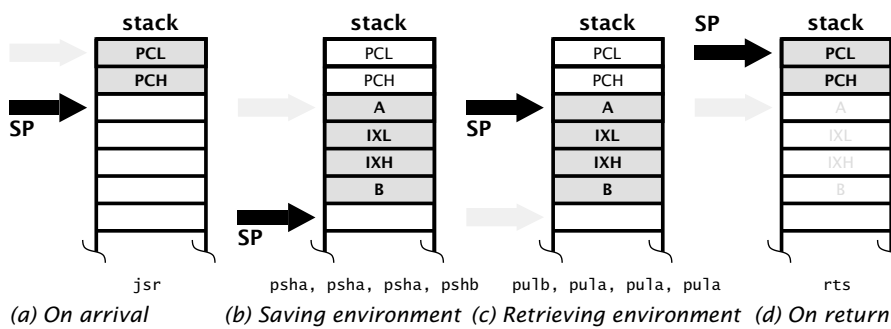 stack
PCL
PCH
SP
jsr
(a) On arrival
stack
PCL
PCH
A
IXL
IXH
B
SP
psha, psha, psha, pshb
(b) Saving environment
stack
PCL
PCH
A
IXL
IXH
B
SP
pulb, pula, pula, pula
(c) Retrieving environment
stack
SP
PCL
PCH
A
IXL
IXH
B
rts
(d) On return